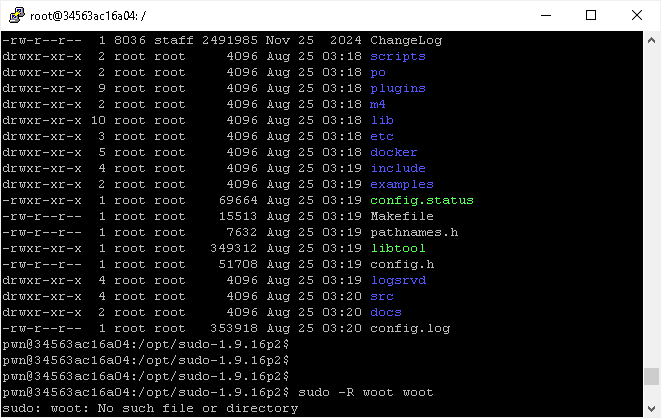 root@34563ac16a04: /
-rw-r--r--  1 8036 staff 2491985 Nov 25  2024 ChangeLog
drwxr-xr-x  2 root root     4096 Aug 25 03:18 scripts
drwxr-xr-x  2 root root     4096 Aug 25 03:18 po
drwxr-xr-x  9 root root     4096 Aug 25 03:18 plugins
drwxr-xr-x  2 root root     4096 Aug 25 03:18 m4
drwxr-xr-x 10 root root     4096 Aug 25 03:18 lib
drwxr-xr-x  3 root root     4096 Aug 25 03:18 etc
drwxr-xr-x  5 root root     4096 Aug 25 03:18 docker
drwxr-xr-x  4 root root     4096 Aug 25 03:19 include
drwxr-xr-x  2 root root     4096 Aug 25 03:19 examples
-rwxr-xr-x  1 root root    69664 Aug 25 03:19 config.status
-rw-r--r--  1 root root    15513 Aug 25 03:19 Makefile
-rw-r--r--  1 root root     7632 Aug 25 03:19 pathnames.h
-rwxr-xr-x  1 root root   349312 Aug 25 03:19 libtool
-rw-r--r--  1 root root    51708 Aug 25 03:19 config.h
drwxr-xr-x  4 root root     4096 Aug 25 03:19 logsrvd
drwxr-xr-x  4 root root     4096 Aug 25 03:20 src
drwxr-xr-x  2 root root     4096 Aug 25 03:20 docs
-rw-r--r--  1 root root   353918 Aug 25 03:20 config.log
pwn@34563ac16a04:/opt/sudo-1.9.16p2$
pwn@34563ac16a04:/opt/sudo-1.9.16p2$
pwn@34563ac16a04:/opt/sudo-1.9.16p2$
pwn@34563ac16a04:/opt/sudo-1.9.16p2$ sudo -R woot woot
sudo: woot: No such file or directory